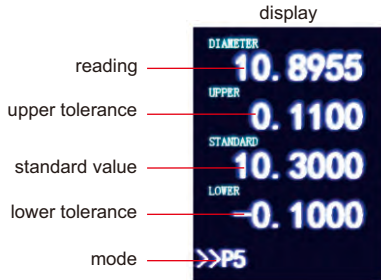 display
DIAMETER
reading 10.8955
UPPER
upper tolerance 0.1100
STANDARD
standard value 10.3000
LOWER
lower tolerance -0.1000
mode >>P5